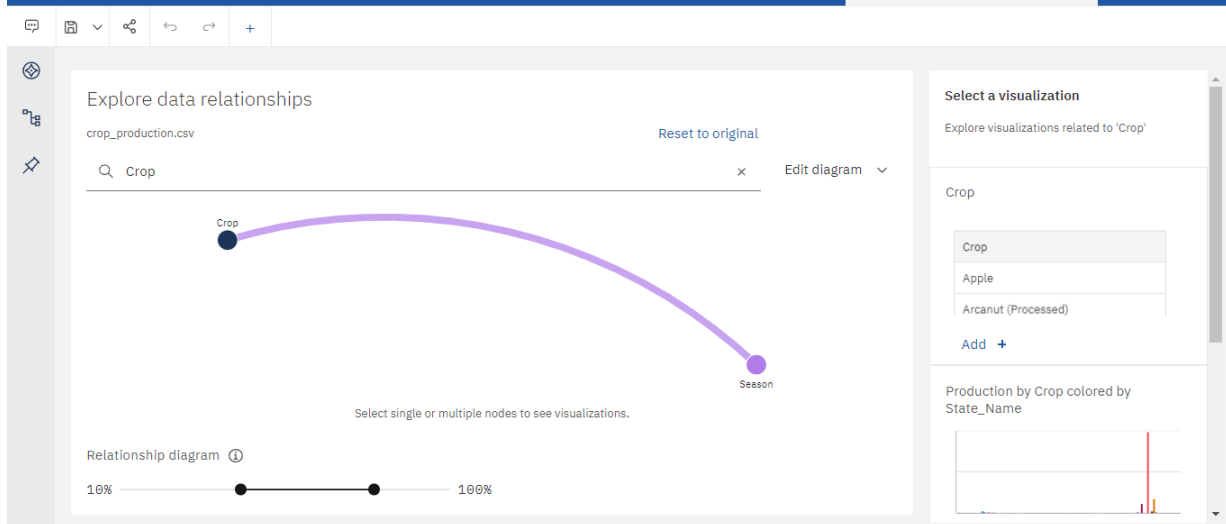 Explore data relationships
crop_production.csv
Reset to original
Crop
Edit diagram
Crop
Season
Select single or multiple nodes to see visualizations.
Relationship diagram
10%
100%
Select a visualization
Explore visualizations related to 'Crop'
Crop
Crop
Apple
Arcanut (Processed)
Add +
Production by Crop colored by
State_Name